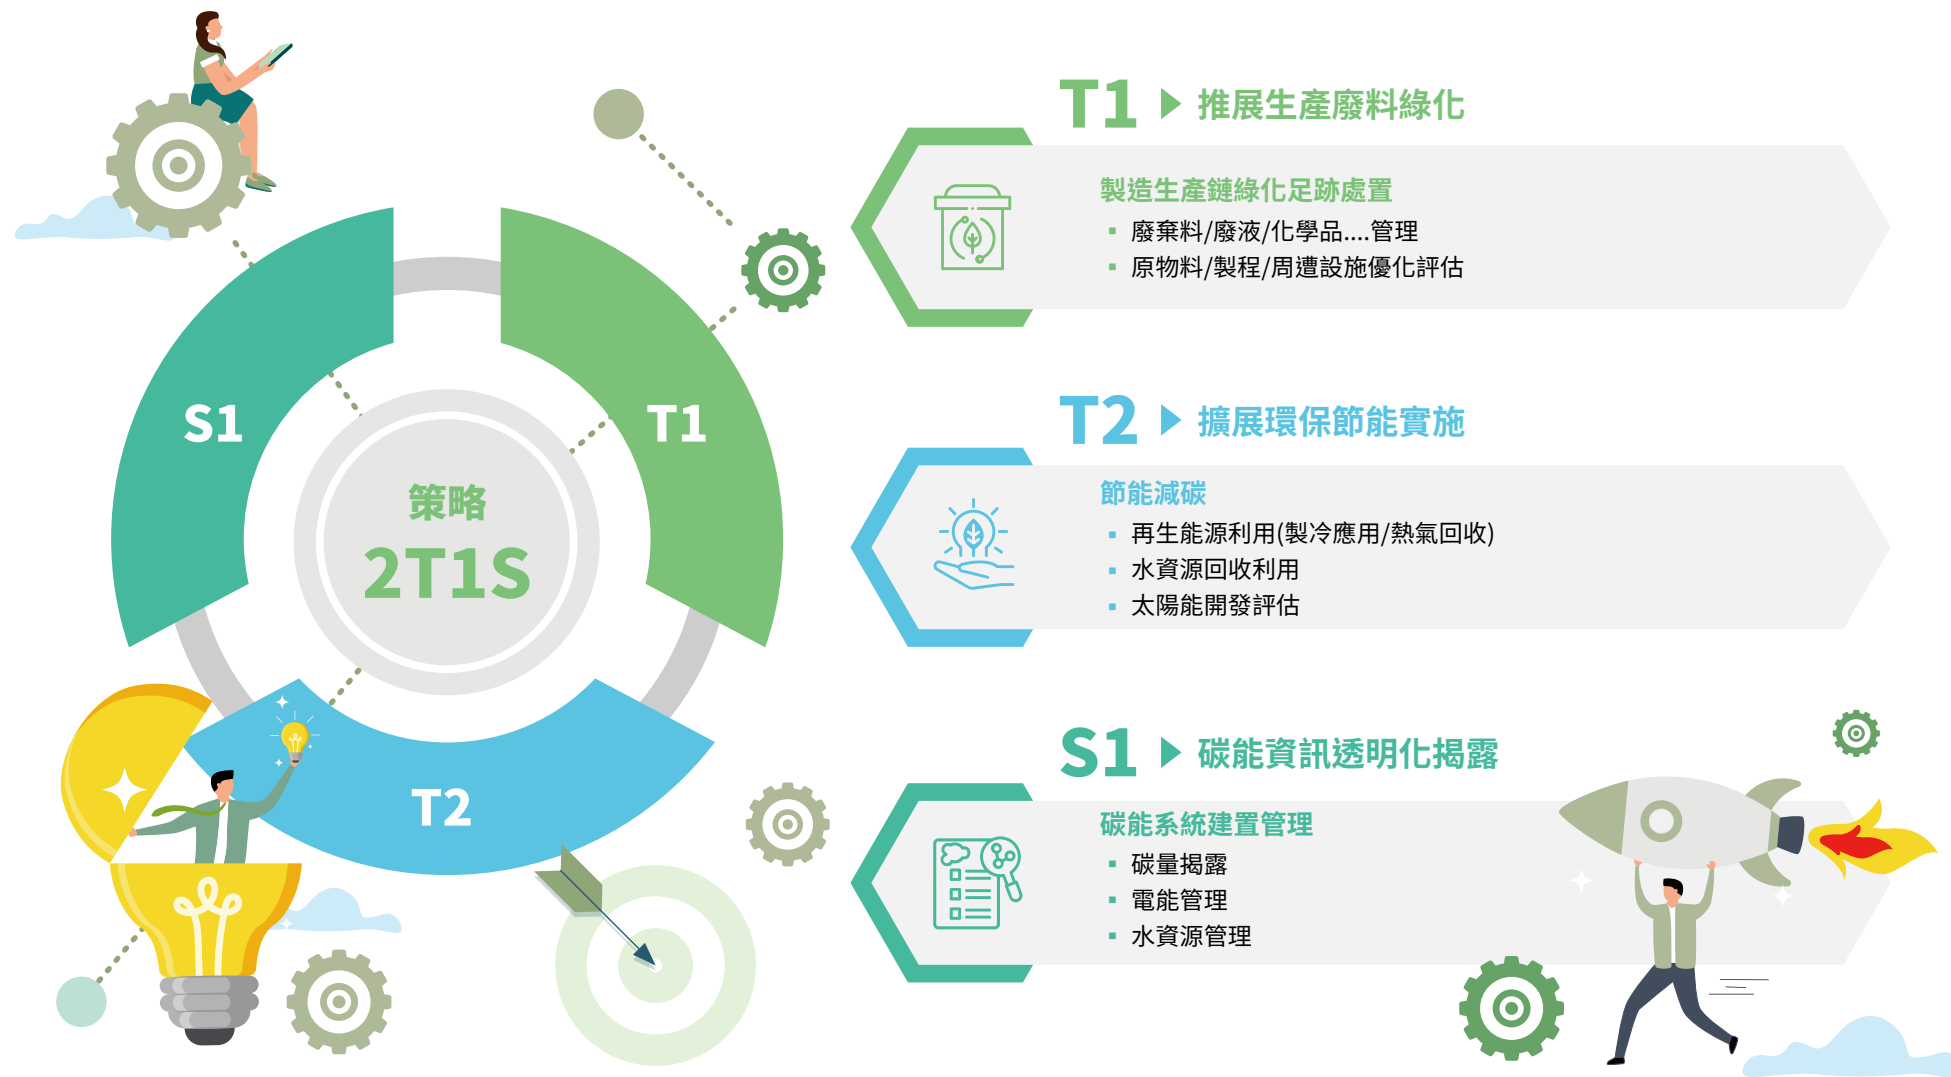 S1
T1
策略
2T1S
T2
T1 推展生產廢料綠化
製造生產鏈綠化足跡處置
▪ 廢棄料/廢液/化學品....管理
▪ 原物料/製程/周遭設施優化評估
T2 擴展環保節能實施
節能減碳
▪ 再生能源利用(製冷應用/熱氣回收)
▪ 水資源回收利用
▪ 太陽能開發評估
S1 碳能資訊透明化揭露
碳能系統建置管理
▪ 碳量揭露
▪ 電能管理
▪ 水資源管理